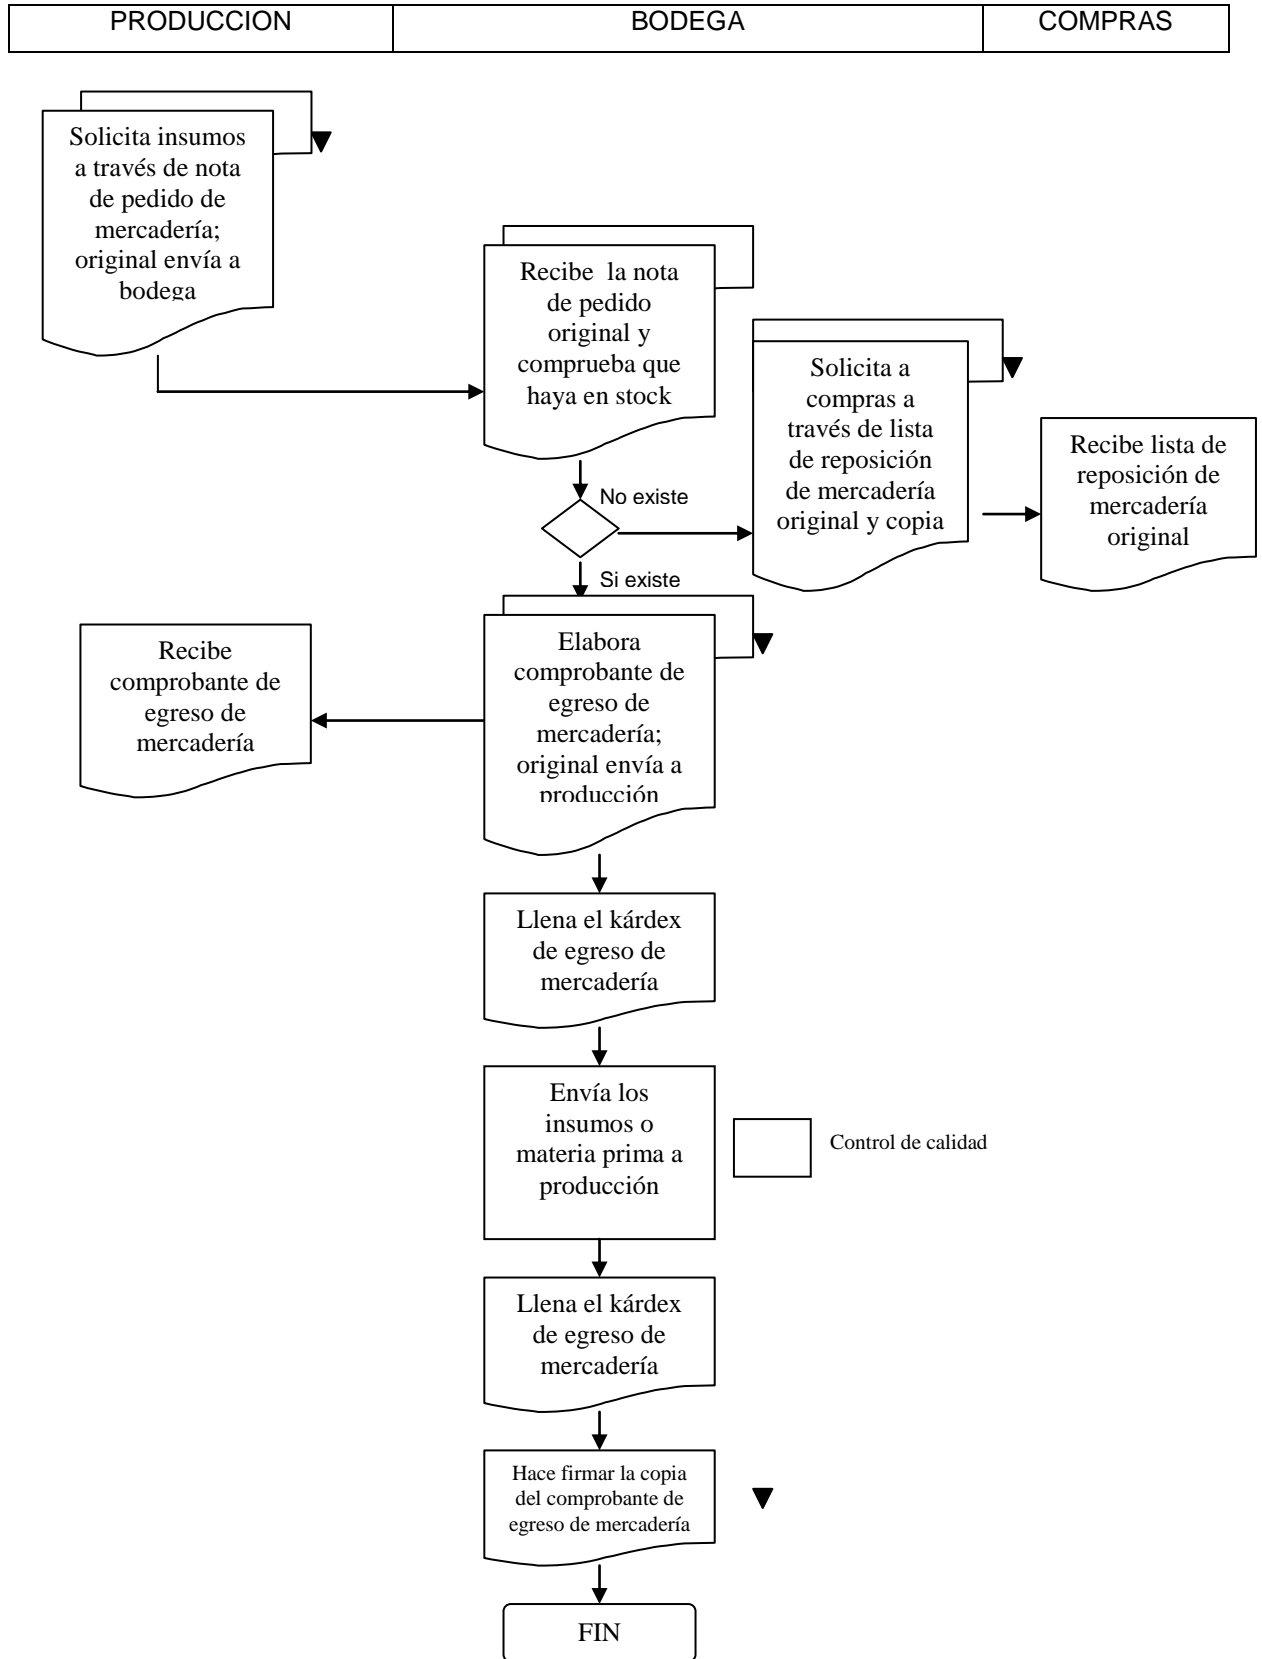 PRODUCCION
BODEGA
COMPRAS
Solicita insumos
a través de nota
de pedido de
mercadería;
original envía a
bodega
Recibe la nota
de pedido
original y
comprueba que
haya en stock
Solicita a
compras a
través de lista
de reposición
de mercadería
original y copia
Recibe lista de
reposición de
mercadería
original
No existe
Si existe
Recibe
comprobante de
egreso de
mercadería
Elabora
comprobante de
egreso de
mercadería;
original envía a
producción
Llena el kárdex
de egreso de
mercadería
Envía los
insumos o
materia prima a
producción
Control de calidad
Llena el kárdex
de egreso de
mercadería
Hace firmar la copia
del comprobante de
egreso de mercadería
FIN